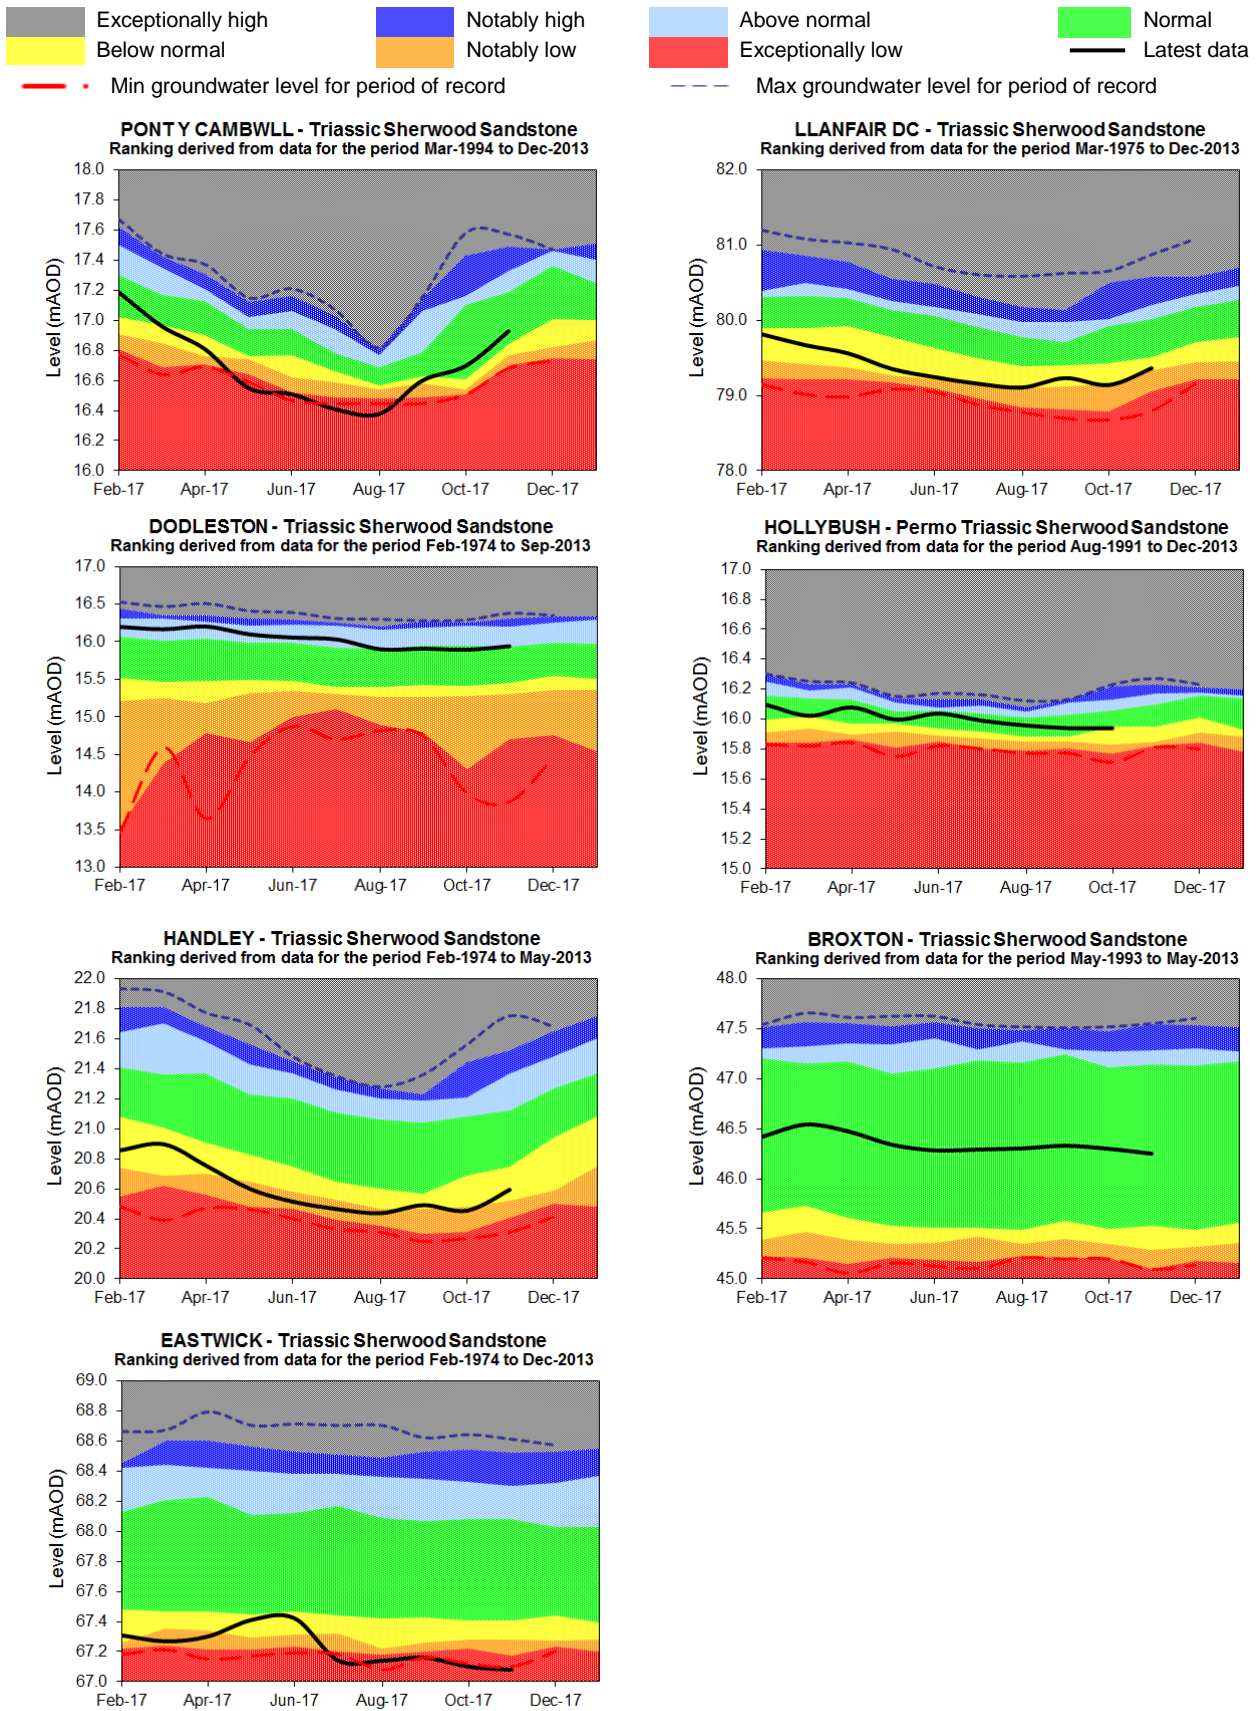 Exceptionally high Notably high Above normal Normal
Below normal Notably low Exceptionally low Latest data
Min groundwater level for period of record Max groundwater level for period of record
PONT Y CAMBWLL - Triassic Sherwood Sandstone
Ranking derived from data for the period Mar-1994 to Dec-2013
Level (mAOD)
18.0
17.8
17.6
17.4
17.2
17.0
16.8
16.6
16.4
16.2
16.0
Feb-17 Apr-17 Jun-17 Aug-17 Oct-17 Dec-17
LLANFAIR DC - Triassic Sherwood Sandstone
Ranking derived from data for the period Mar-1975 to Dec-2013
Level (mAOD)
82.0
81.0
80.0
79.0
78.0
Feb-17 Apr-17 Jun-17 Aug-17 Oct-17 Dec-17
DODLESTON - Triassic Sherwood Sandstone
Ranking derived from data for the period Feb-1974 to Sep-2013
Level (mAOD)
17.0
16.5
16.0
15.5
15.0
14.5
14.0
13.5
13.0
Feb-17 Apr-17 Jun-17 Aug-17 Oct-17 Dec-17
HOLLYBUSH - Permo Triassic Sherwood Sandstone
Ranking derived from data for the period Aug-1991 to Dec-2013
Level (mAOD)
17.0
16.8
16.6
16.4
16.2
16.0
15.8
15.6
15.4
15.2
15.0
Feb-17 Apr-17 Jun-17 Aug-17 Oct-17 Dec-17
HANDLEY - Triassic Sherwood Sandstone
Ranking derived from data for the period Feb-1974 to May-2013
Level (mAOD)
22.0
21.8
21.6
21.4
21.2
21.0
20.8
20.6
20.4
20.2
20.0
Feb-17 Apr-17 Jun-17 Aug-17 Oct-17 Dec-17
BROXTON - Triassic Sherwood Sandstone
Ranking derived from data for the period May-1993 to May-2013
Level (mAOD)
48.0
47.5
47.0
46.5
46.0
45.5
45.0
Feb-17 Apr-17 Jun-17 Aug-17 Oct-17 Dec-17
EASTWICK - Triassic Sherwood Sandstone
Ranking derived from data for the period Feb-1974 to Dec-2013
Level (mAOD)
69.0
68.8
68.6
68.4
68.2
68.0
67.8
67.6
67.4
67.2
67.0
Feb-17 Apr-17 Jun-17 Aug-17 Oct-17 Dec-17